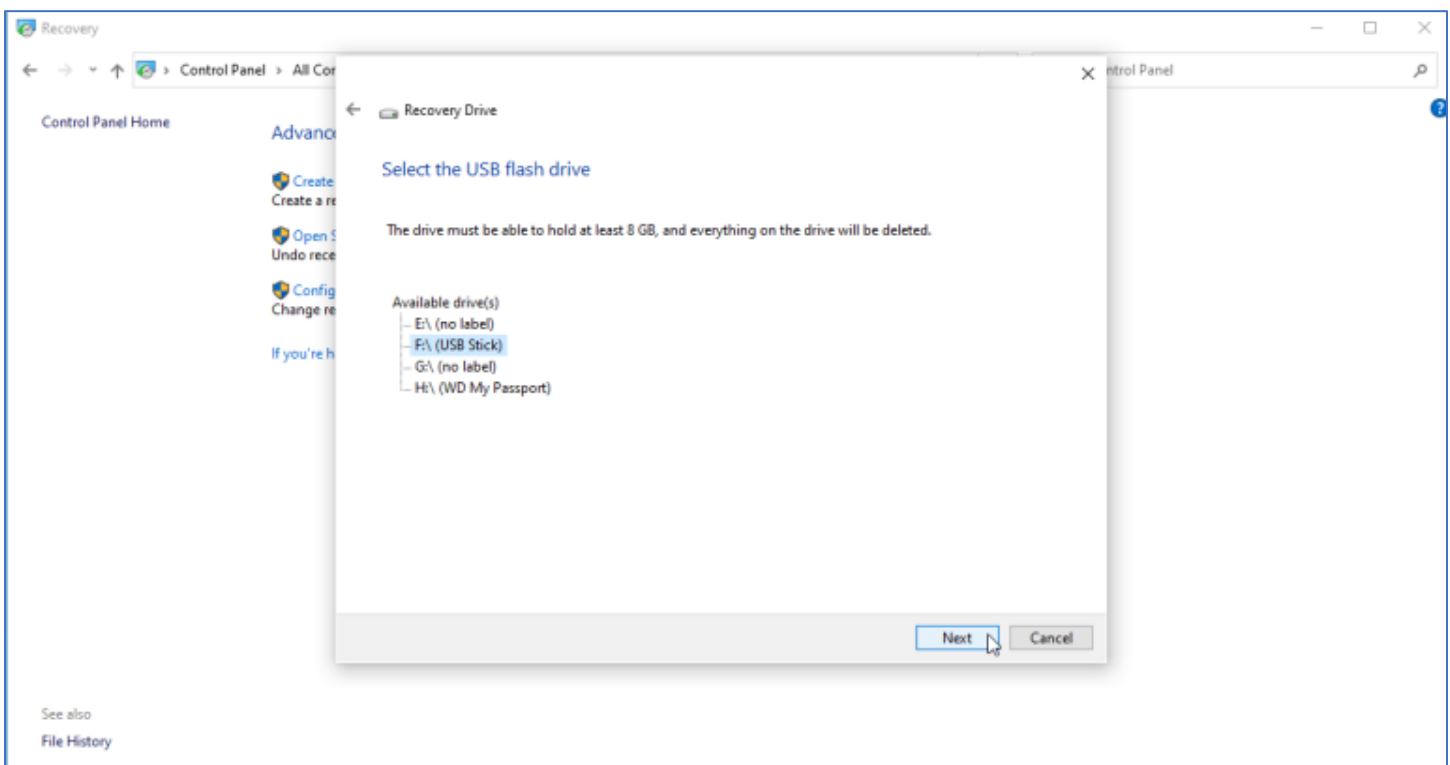 Recovery
Control Panel > All Cor
ntrol Panel
Control Panel Home
Advanc
Create
Create a re
Open S
Undo rece
Config
Change re
If you're h
Recovery Drive
Select the USB flash drive
The drive must be able to hold at least 8 GB, and everything on the drive will be deleted.
Available drive(s)
E:\ (no label)
F:\ (USB Stick)
G:\ (no label)
H:\ (WD My Passport)
Next
Cancel
See also
File History